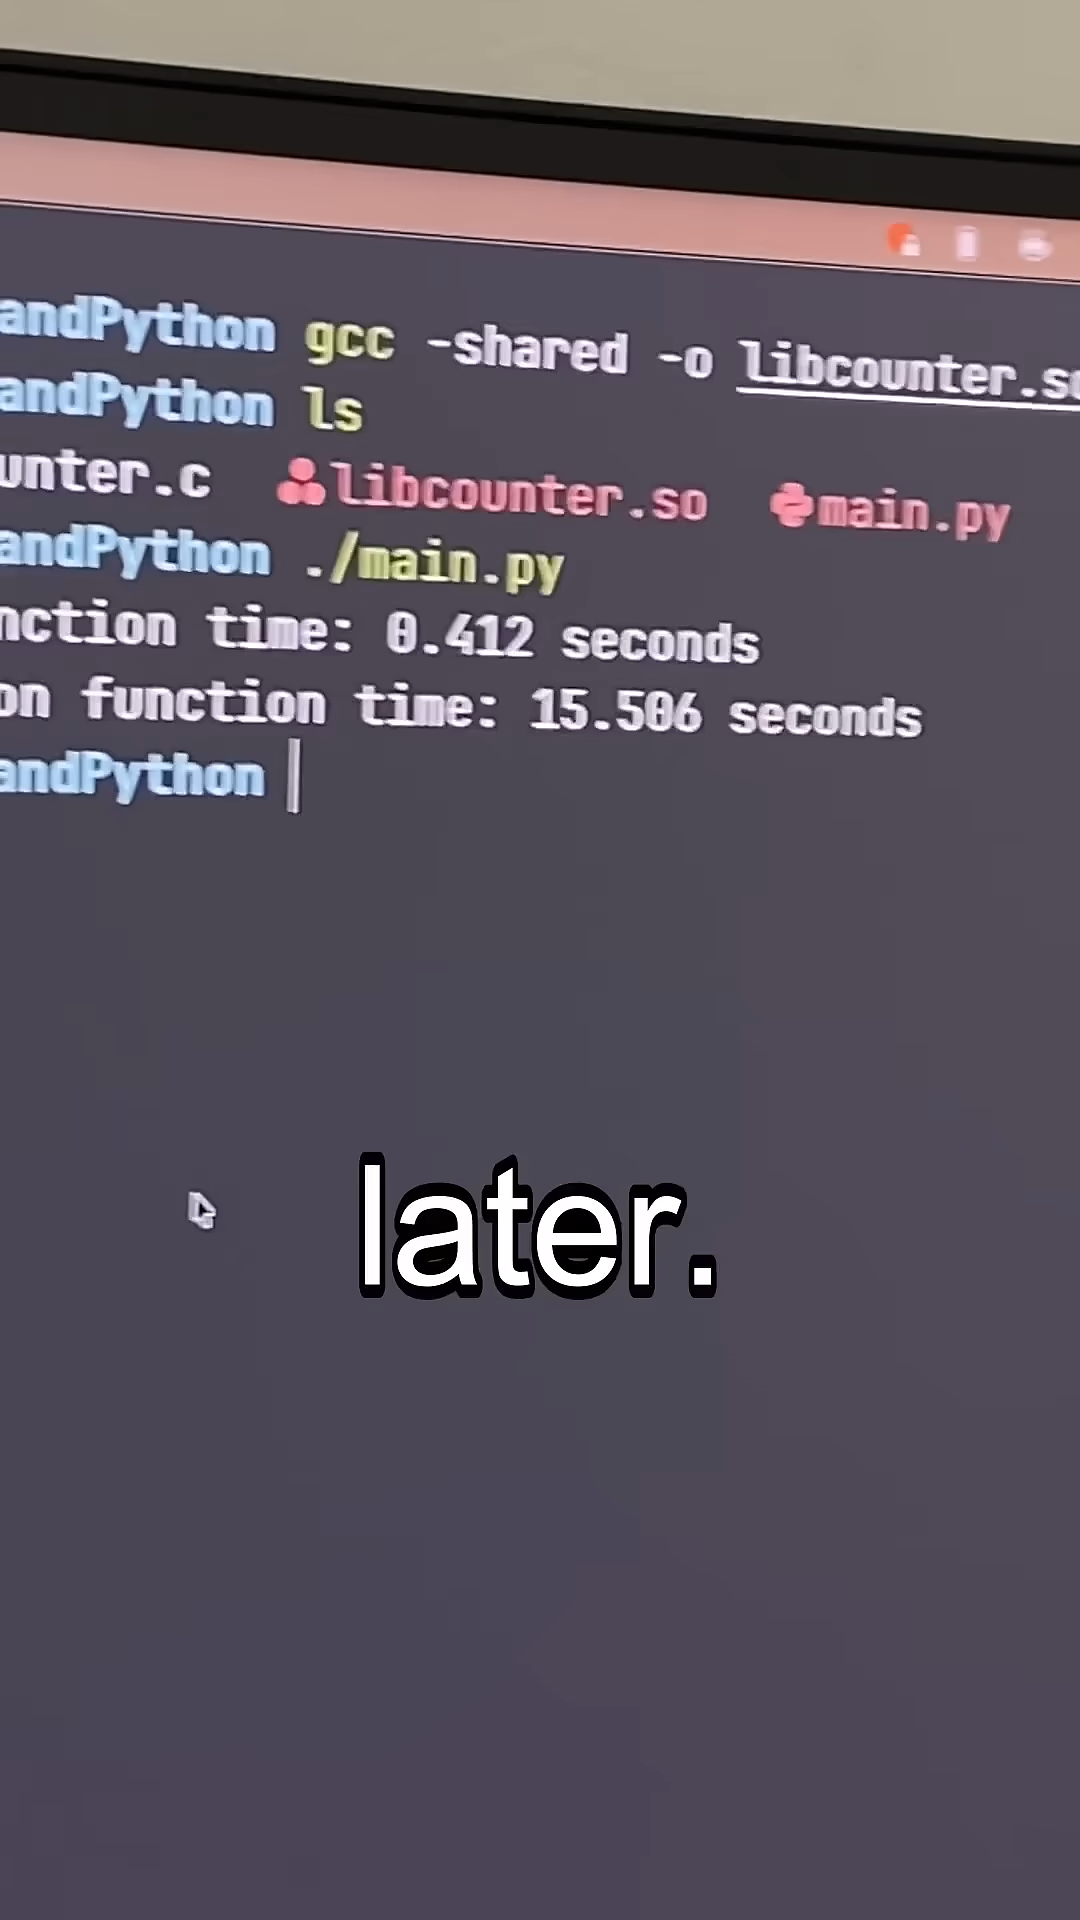 andPython gcc -shared -o libcounter.so
andPython ls
unter.c libcounter.so main.py
andPython ./main.py
nction time: 0.412 seconds
on function time: 15.506 seconds
andPython
later.